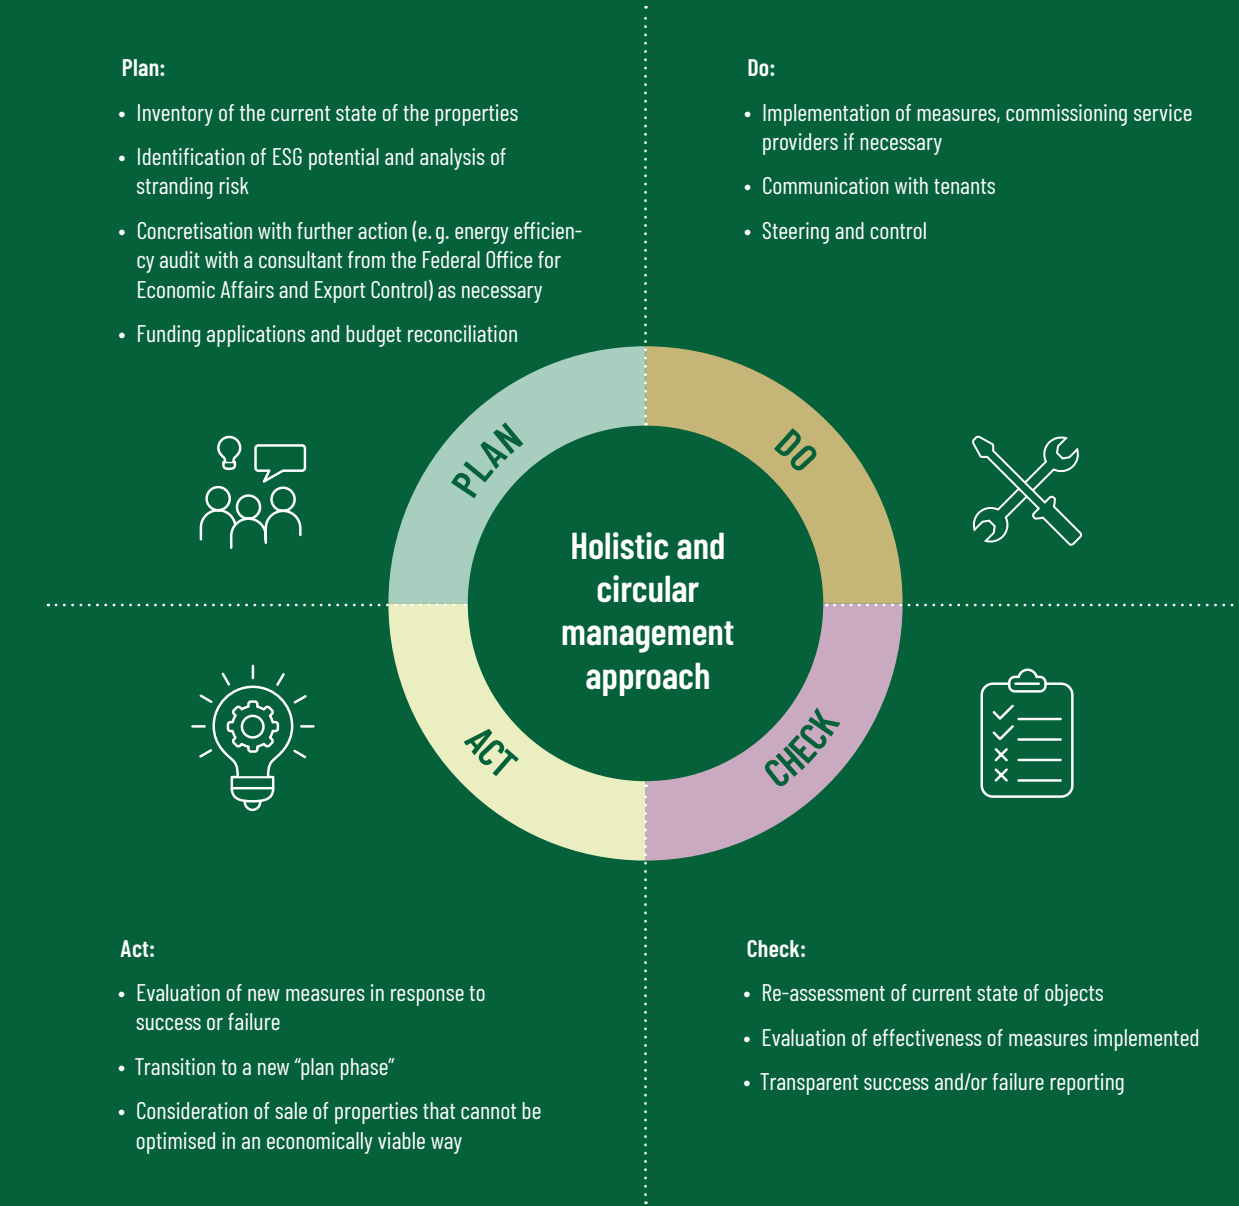 Plan:
• Inventory of the current state of the properties
• Identification of ESG potential and analysis of
stranding risk
• Concretisation with further action (e. g. energy efficien-
cy audit with a consultant from the Federal Office for
Economic Affairs and Export Control) as necessary
• Funding applications and budget reconciliation
Do:
• Implementation of measures, commissioning service
providers if necessary
• Communication with tenants
• Steering and control
PLAN
DO
Holistic and
circular
management
approach
ACT
CHECK
Act:
• Evaluation of new measures in response to
success or failure
• Transition to a new “plan phase”
• Consideration of sale of properties that cannot be
optimised in an economically viable way
Check:
• Re-assessment of current state of objects
• Evaluation of effectiveness of measures implemented
• Transparent success and/or failure reporting